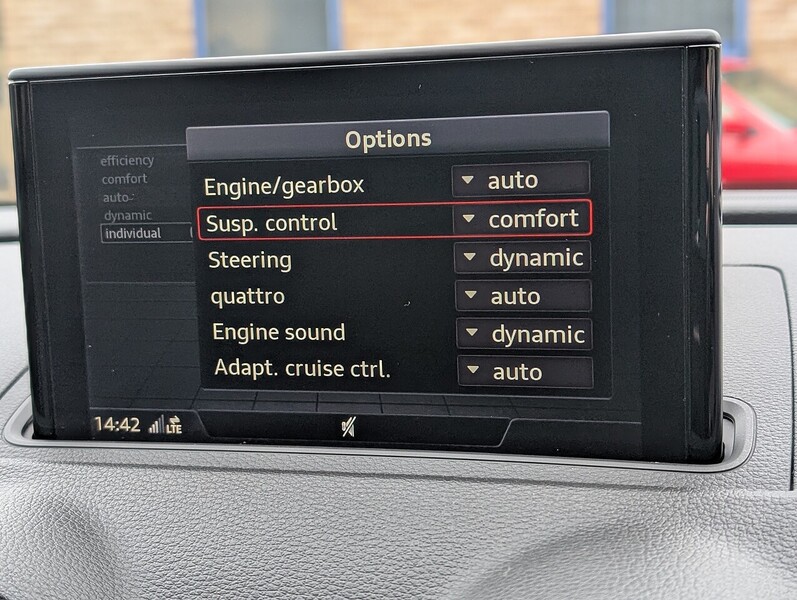 Options
efficiency
comfort
auto
dynamic
individual
Engine/gearbox auto
Susp. control comfort
Steering dynamic
quattro auto
Engine sound dynamic
Adapt. cruise ctrl. auto
14:42 LTE